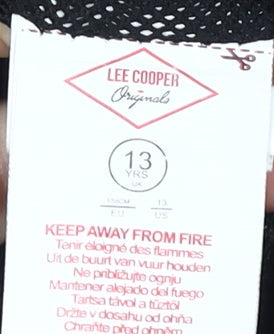 LEE COOPER
Originals
13
YRS
UK
158CM 13
EU US
KEEP AWAY FROM FIRE
Tenir éloigné des flammes
Uit de buurt van vuur houden
Ne približujte ognju
Mantener alejado del fuego
Tartsa távol a tűztől
Držte v dosahu od ohňa
Chraňte před ohněm